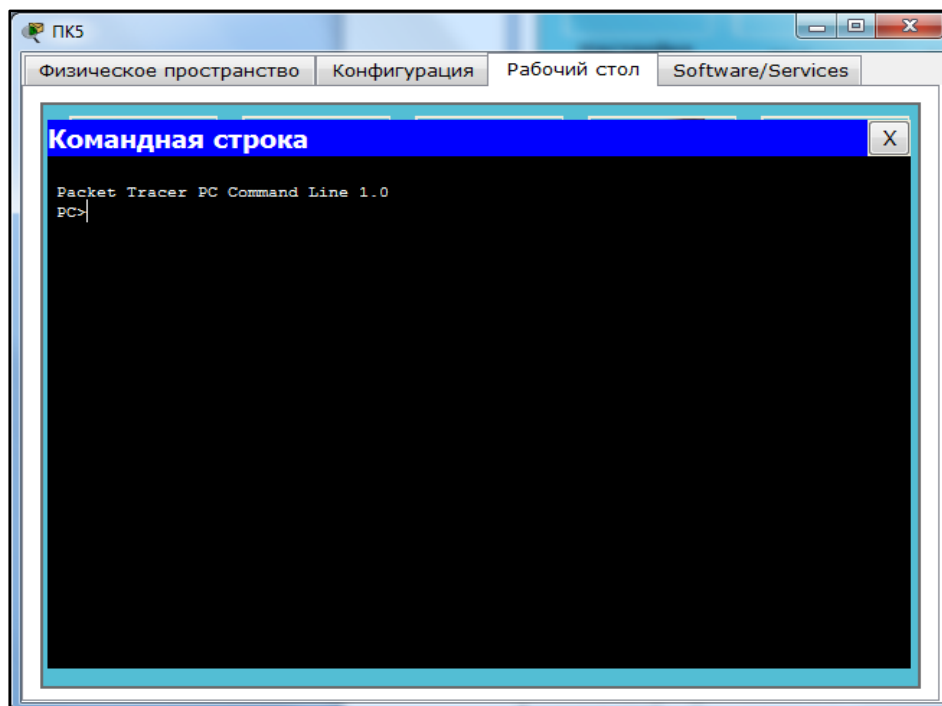 ПК5
Физическое пространство Конфигурация Рабочий стол Software/Services
Командная строка X
Packet Tracer PC Command Line 1.0
PC>